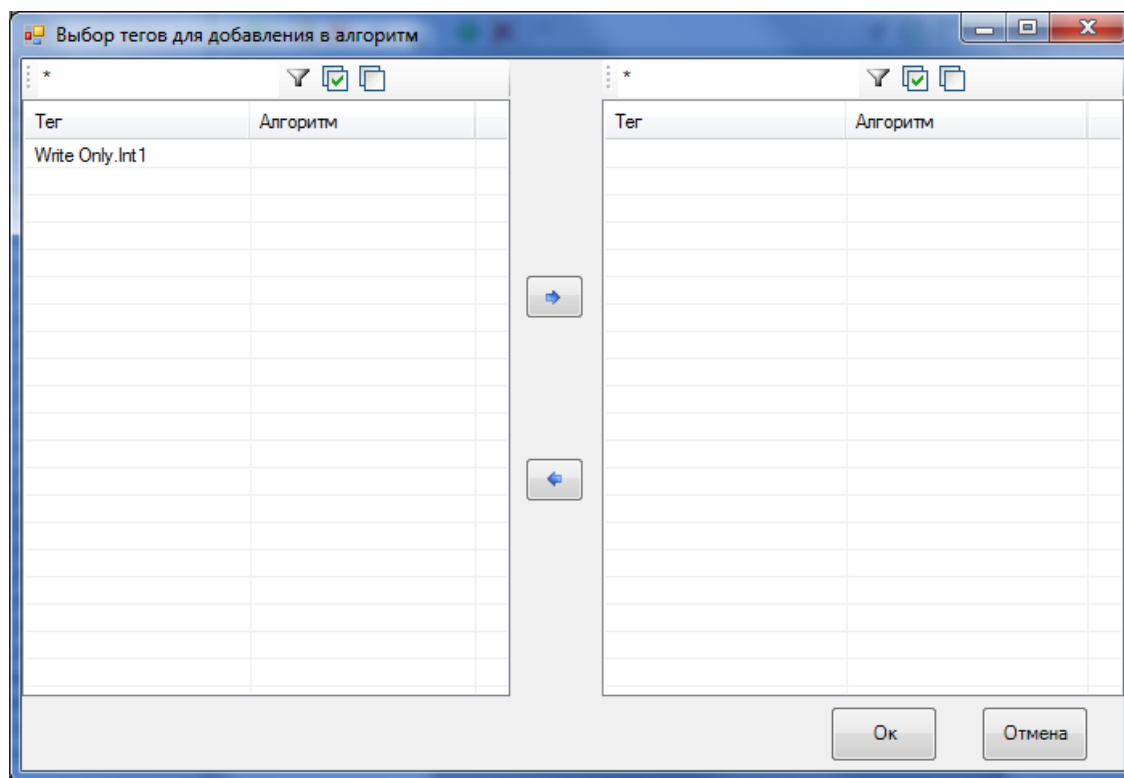 Выбор тегов для добавления в алгоритм
*
*
Тег Алгоритм
Тег Алгоритм
Write Only.Int1
Ок
Отмена